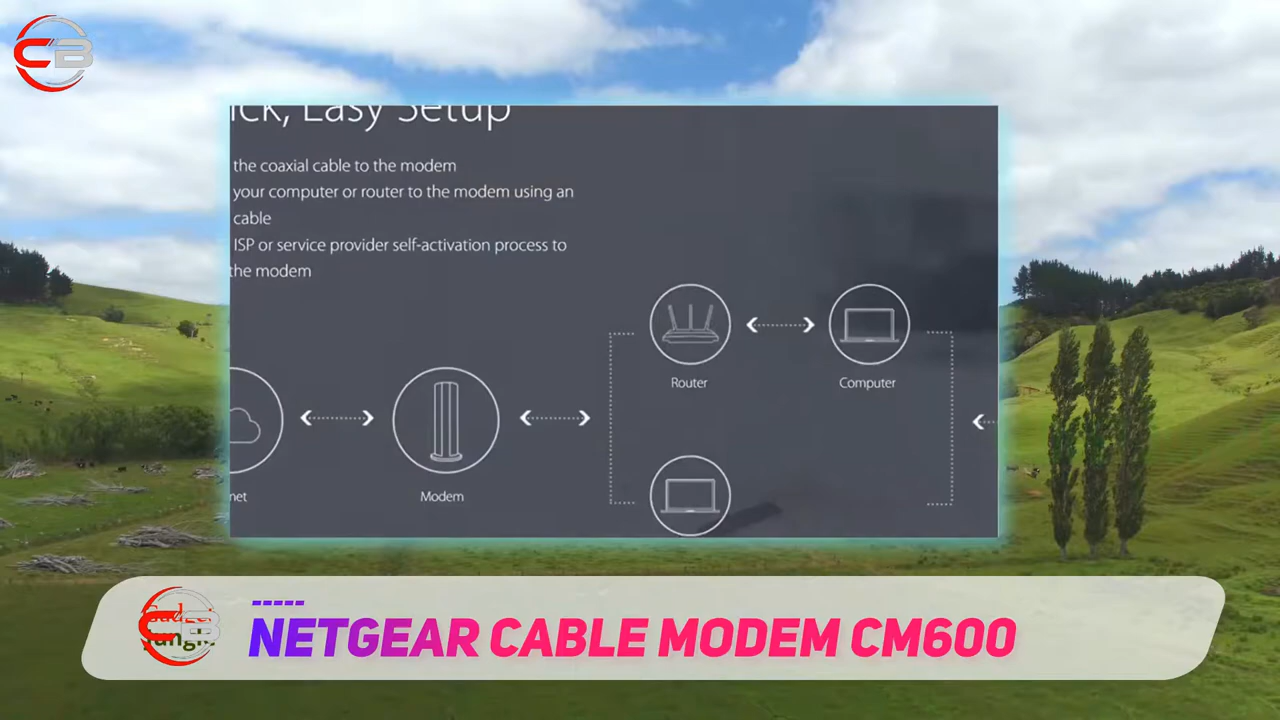 CB
ick, Easy Setup
the coaxial cable to the modem
your computer or router to the modem using an
cable
ISP or service provider self-activation process to
the modem
Router
Computer
net
Modem
NETGEAR CABLE MODEM CM600